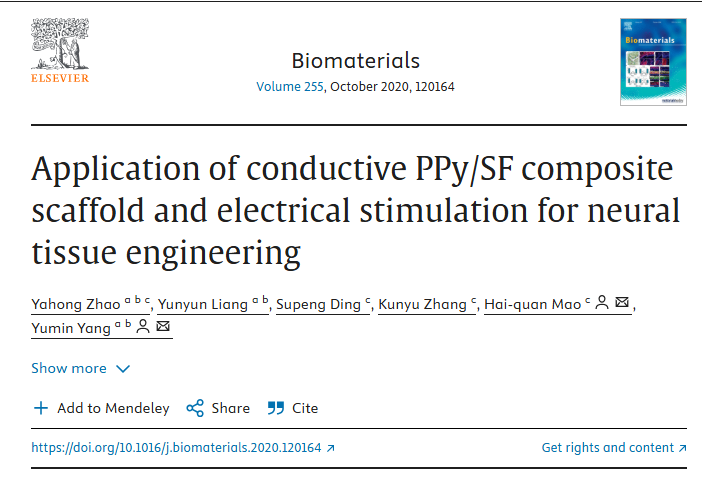 ELSEVIER
Biomaterials
Volume 255, October 2020, 120164
Biomaterials
Application of conductive PPy/SF composite
scaffold and electrical stimulation for neural
tissue engineering
Yahong Zhao a b c, Yunyun Liang a b, Supeng Ding c, Kunyu Zhang c, Hai-quan Mao c,
Yumin Yang a b
Show more
Add to Mendeley Share Cite
https://doi.org/10.1016/j.biomaterials.2020.120164 Get rights and content